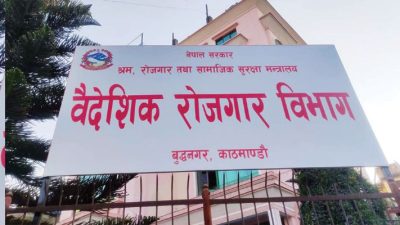 नेपाल सरकार
श्रम, रोजगार तथा सामाजिक सुरक्षा मन्त्रालय
वैदेशिक रोजगार विभाग
बुद्धनगर, काठमाण्डौ